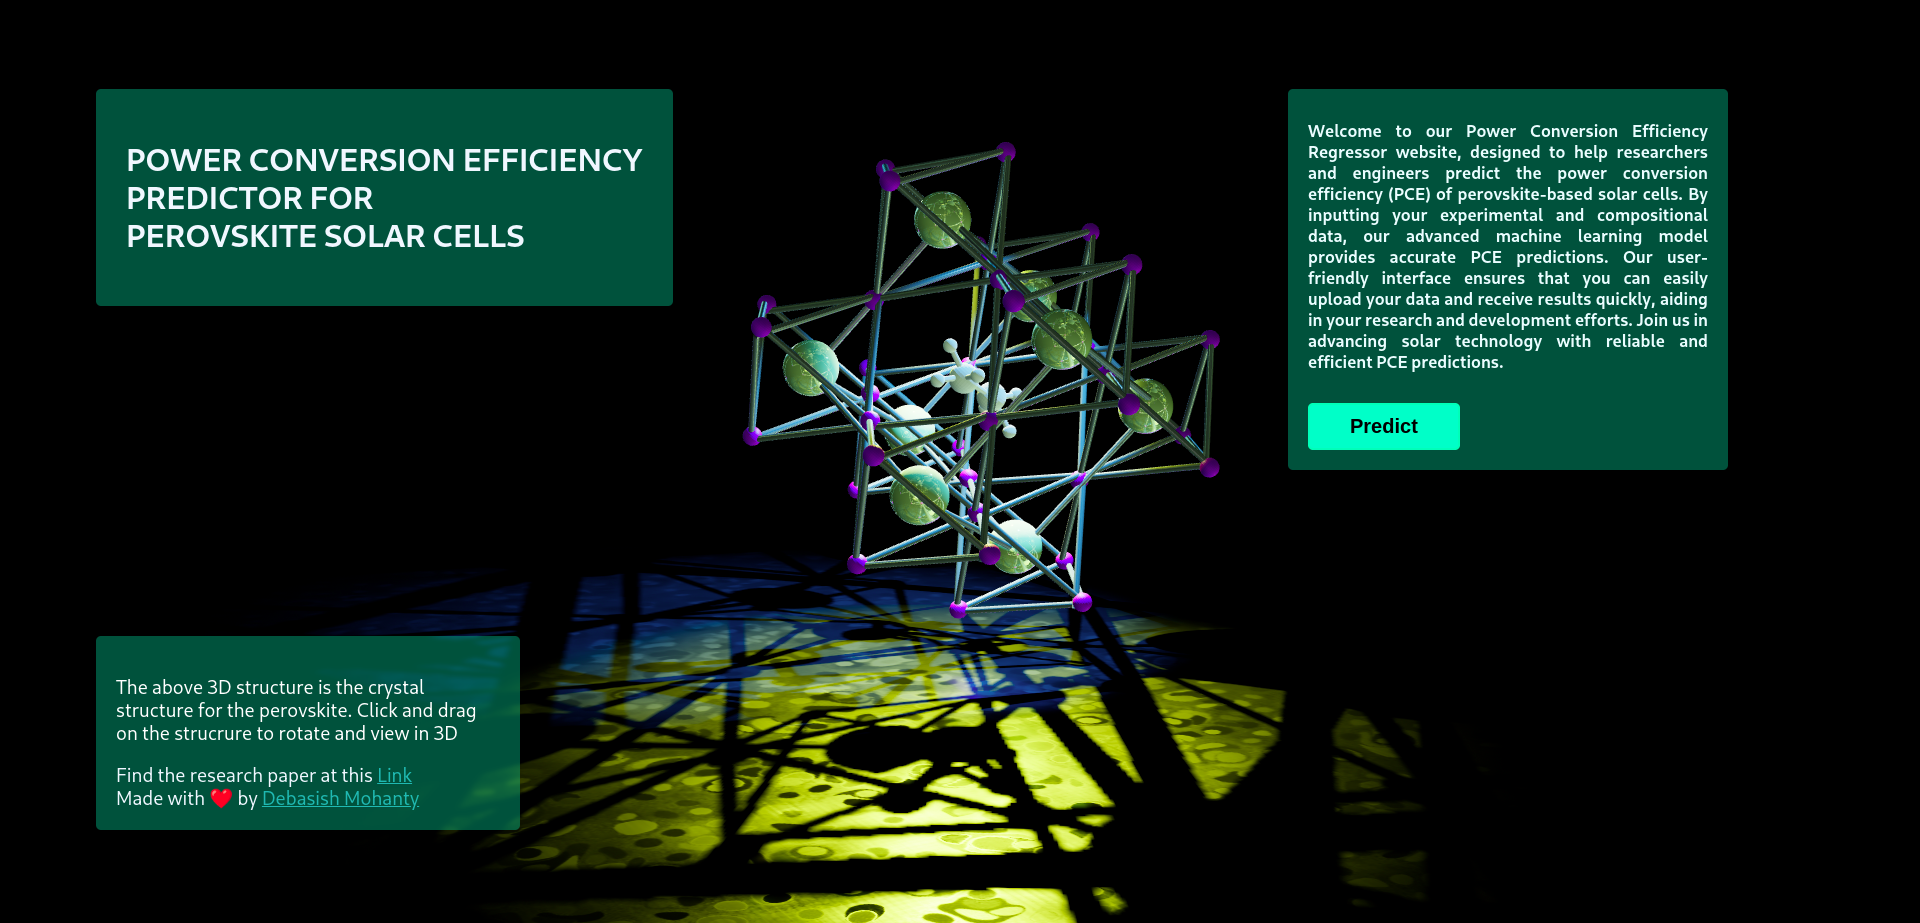 POWER CONVERSION EFFICIENCY
PREDICTOR FOR
PEROVSKITE SOLAR CELLS
Welcome to our Power Conversion Efficiency
Regressor website, designed to help researchers
and engineers predict the power conversion
efficiency (PCE) of perovskite-based solar cells. By
inputting your experimental and compositional
data, our advanced machine learning model
provides accurate PCE predictions. Our user-
friendly interface ensures that you can easily
upload your data and receive results quickly, aiding
in your research and development efforts. Join us in
advancing solar technology with reliable and
efficient PCE predictions.
Predict
The above 3D structure is the crystal
structure for the perovskite. Click and drag
on the strucrure to rotate and view in 3D
Find the research paper at this Link
Made with ❤️ by Debasish Mohanty